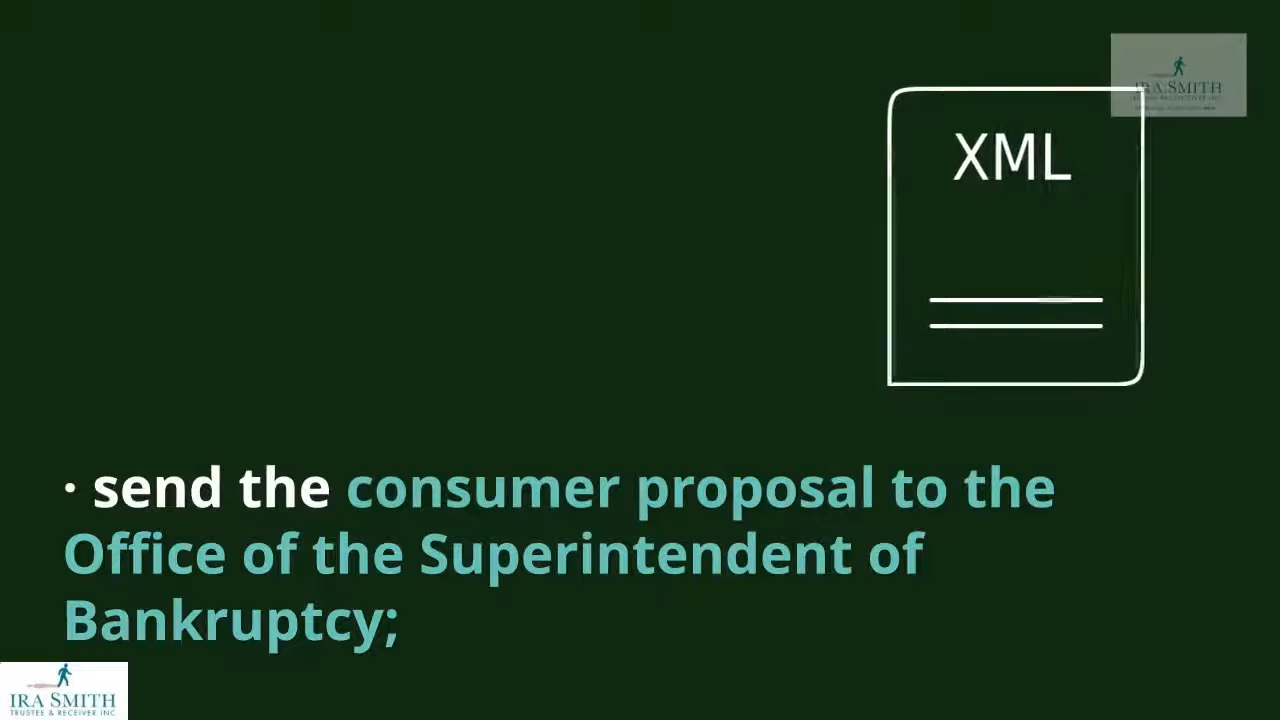 IRA SMITH
XML
· send the consumer proposal to the
Office of the Superintendent of
Bankruptcy;
IRA SMITH
TRUSTEE & RECEIVER INC